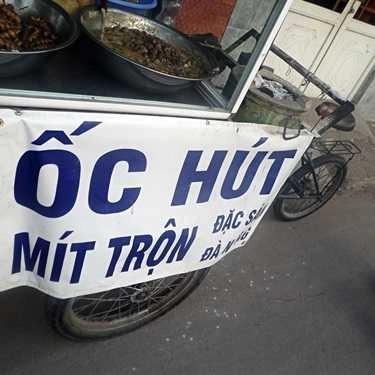 ỐC HÚT
MÍT TRỘN
ĐẶC
ĐÀ